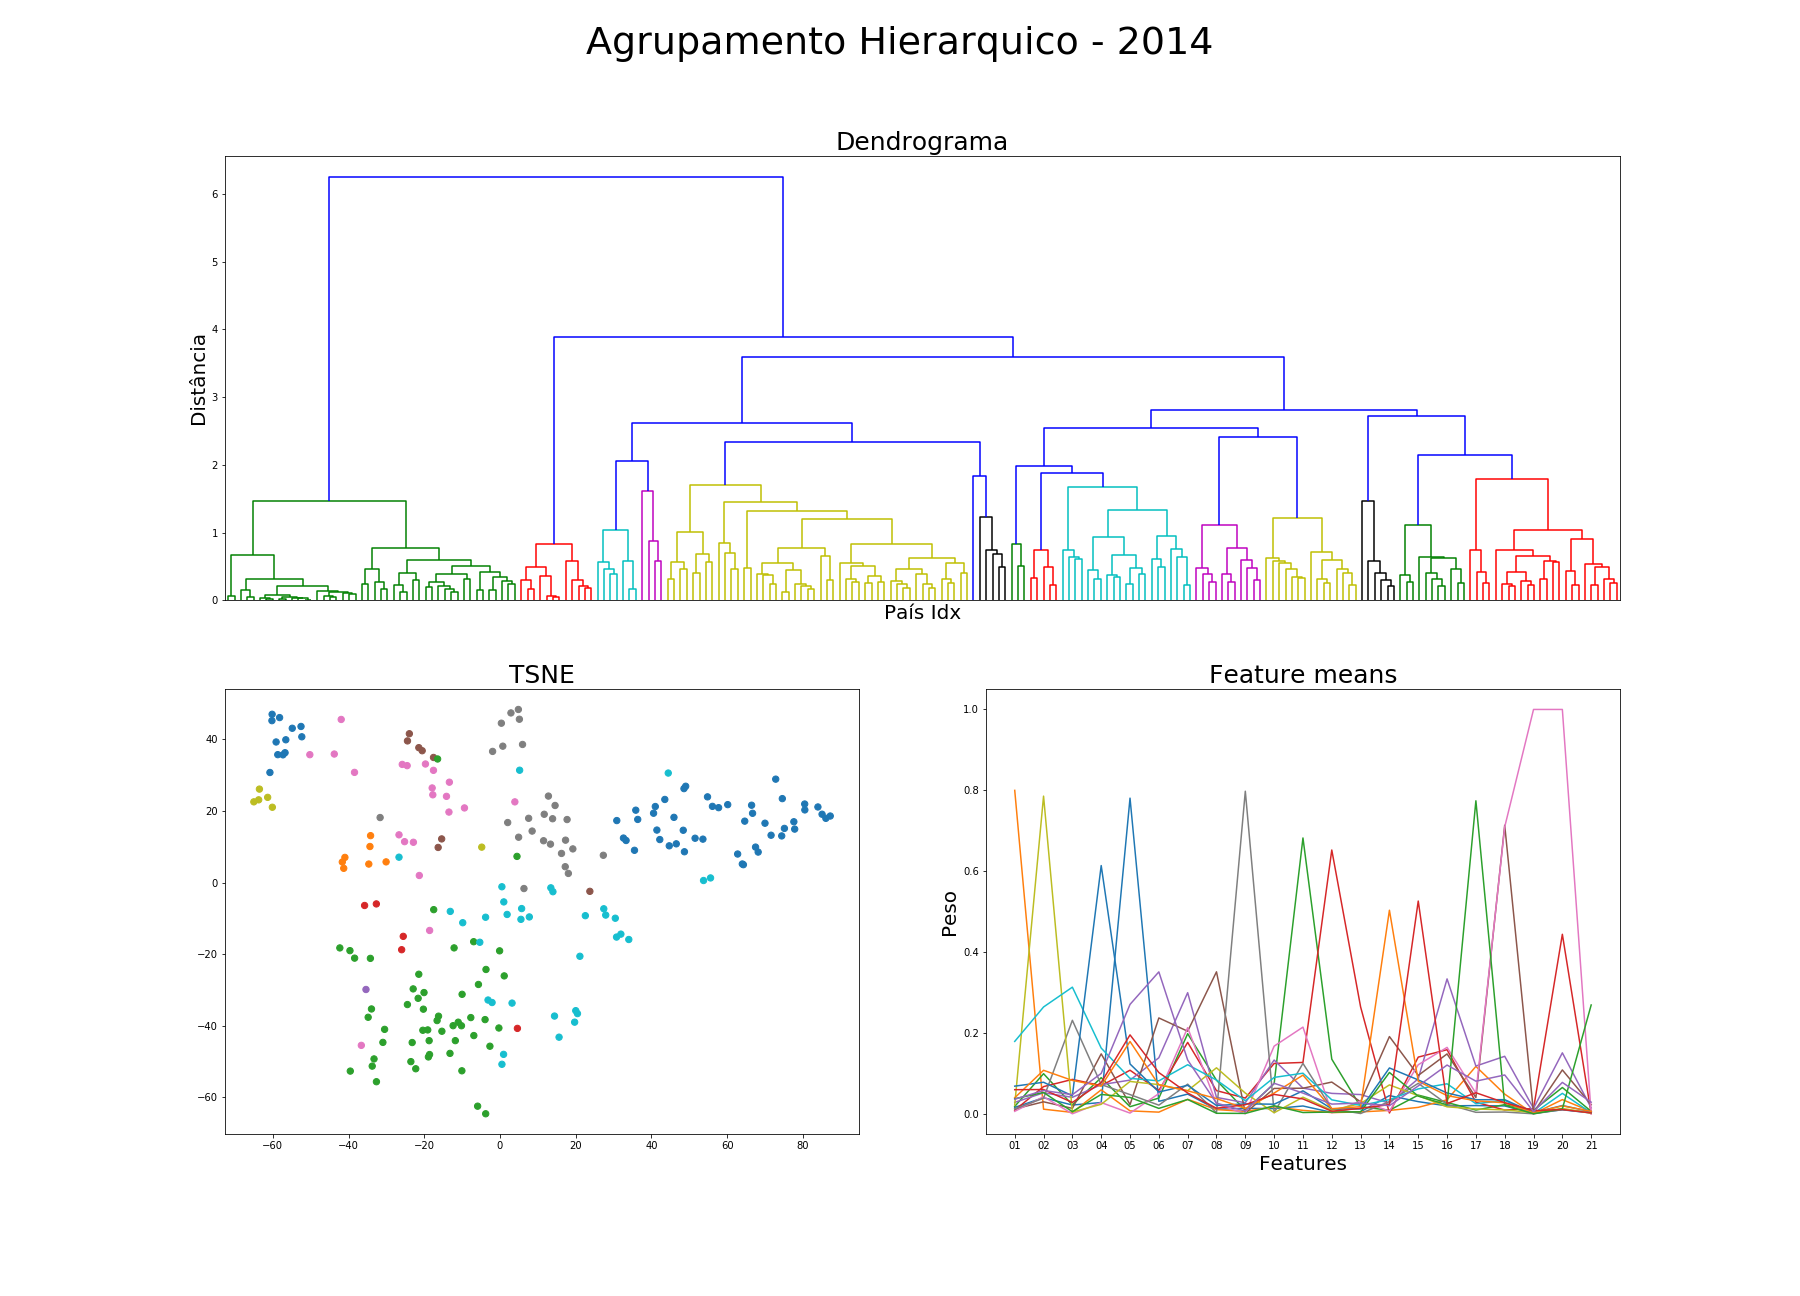 Agrupamento Hierarquico - 2014
Dendrograma
Distância
6
5
4
3
2
1
0
País Idx
TSNE
40
20
0
−20
−40
−60
−60 −40 −20 0 20 40 60 80
Feature means
Peso
1.0
0.8
0.6
0.4
0.2
0.0
01 02 03 04 05 06 07 08 09 10 11 12 13 14 15 16 17 18 19 20 21
Features